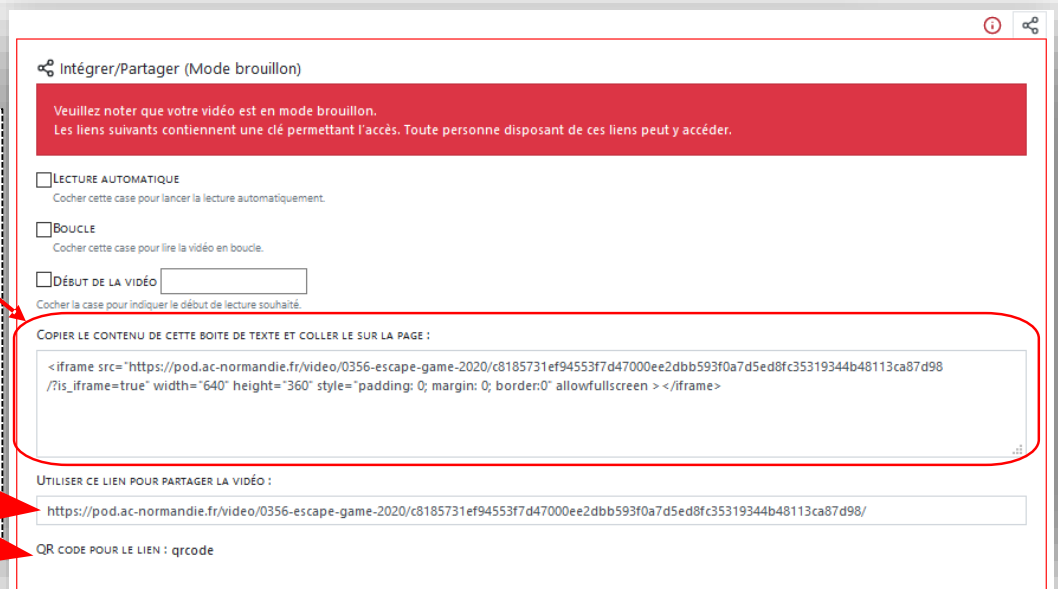 Intégrer/Partager (Mode brouillon)
Veuillez noter que votre vidéo est en mode brouillon.
Les liens suivants contiennent une clé permettant l'accès. Toute personne disposant de ces liens peut y accéder.
Lecture automatique
Cocher cette case pour lancer la lecture automatiquement.
Boucle
Cocher cette case pour lire la vidéo en boucle.
Début de la vidéo
Cocher la case pour indiquer le début de lecture souhaité.
Copier le contenu de cette boite de texte et coller le sur la page :
<iframe src="https://pod.ac-normandie.fr/video/0356-escape-game-2020/c8185731ef94553f7d47000ee2dbb593f0a7d5ed8fc35319344b48113ca87d98
/?is_iframe=true" width="640" height="360" style="padding: 0; margin: 0; border:0" allowfullscreen ></iframe>
Utiliser ce lien pour partager la vidéo :
https://pod.ac-normandie.fr/video/0356-escape-game-2020/c8185731ef94553f7d47000ee2dbb593f0a7d5ed8fc35319344b48113ca87d98/
QR code pour le lien : qrcode